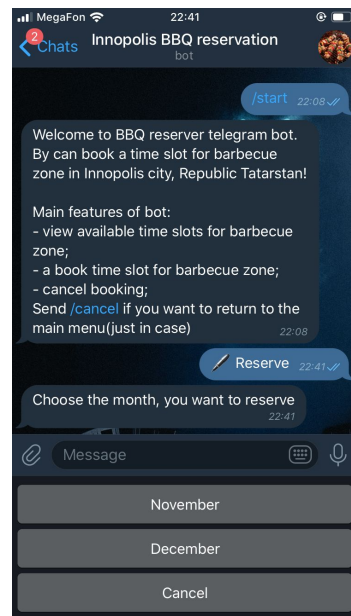 MegaFon 22:41
2
Chats
Innopolis BBQ reservation
bot
/start 22:08
Welcome to BBQ reserver telegram bot.
By can book a time slot for barbecue
zone in Innopolis city, Republic Tatarstan!
Main features of bot:
- view available time slots for barbecue
zone;
- a book time slot for barbecue zone;
- cancel booking;
Send /cancel if you want to return to the
main menu(just in case)
22:08
Reserve 22:41
Choose the month, you want to reserve
22:41
Message
November
December
Cancel